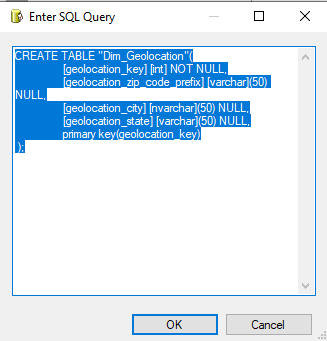 Enter SQL Query
CREATE TABLE "Dim_Geolocation"(
[geolocation_key] [int] NOT NULL,
[geolocation_zip_code_prefix] [varchar](50)
NULL,
[geolocation_city] [nvarchar](50) NULL,
[geolocation_state] [varchar](50) NULL,
primary key(geolocation_key)
);
OK
Cancel